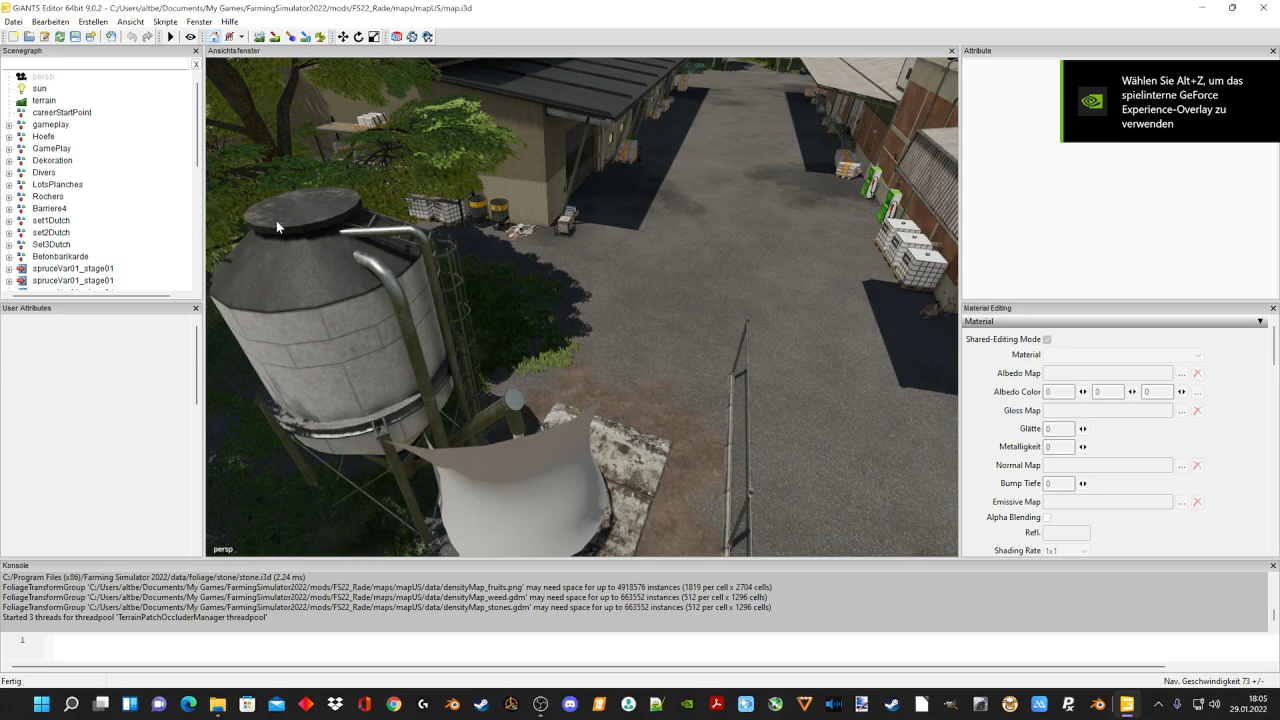 GIANTS Editor 64bit 9.0.2 - C:/Users/altbe/Documents/My Games/FarmingSimulator2022/mods/FS22_Rade/maps/mapUS/map.i3d
Datei Bearbeiten Erstellen Ansicht Skripte Fenster Hilfe
Scenegraph
X
persp
sun
terrain
careerStartPoint
gameplay
Hoefe
GamePlay
Dekoration
Divers
LotsPlanches
Rochers
Barriere4
set1Dutch
set2Dutch
Set3Dutch
Betonbarikarde
spruceVar01_stage01
spruceVar01_stage01
User Attributes
Ansichtsfenster
persp
Attribute
Wählen Sie Alt+Z, um das
spielinterne GeForce
Experience-Overlay zu
verwenden
Material Editing
Material
Shared-Editing Mode
Material
Albedo Map ...
Albedo Color 0 0 0 ...
Gloss Map ...
Glätte 0
Metalligkeit 0
Normal Map ...
Bump Tiefe 0
Emissive Map ...
Alpha Blending
Refl.
Shading Rate 1x1
Konsole
C:/Program Files (x86)/Farming Simulator 2022/data/foliage/stone/stone.i3d (2.24 ms)
FoliageTransformGroup 'C:/Users/altbe/Documents/My Games/FarmingSimulator2022/mods/FS22_Rade/maps/mapUS/data/densityMap_fruits.png' may need space for up to 4918576 instances (1819 per cell x 2704 cells)
FoliageTransformGroup 'C:/Users/altbe/Documents/My Games/FarmingSimulator2022/mods/FS22_Rade/maps/mapUS/data/densityMap_weed.gdm' may need space for up to 663552 instances (512 per cell x 1296 cells)
FoliageTransformGroup 'C:/Users/altbe/Documents/My Games/FarmingSimulator2022/mods/FS22_Rade/maps/mapUS/data/densityMap_stones.gdm' may need space for up to 663552 instances (512 per cell x 1296 cells)
Started 3 threads for threadpool 'TerrainPatchOccluderManager threadpool'
1
Fertig
Nav. Geschwindigkeit 73 +/-
18:05
29.01.2022